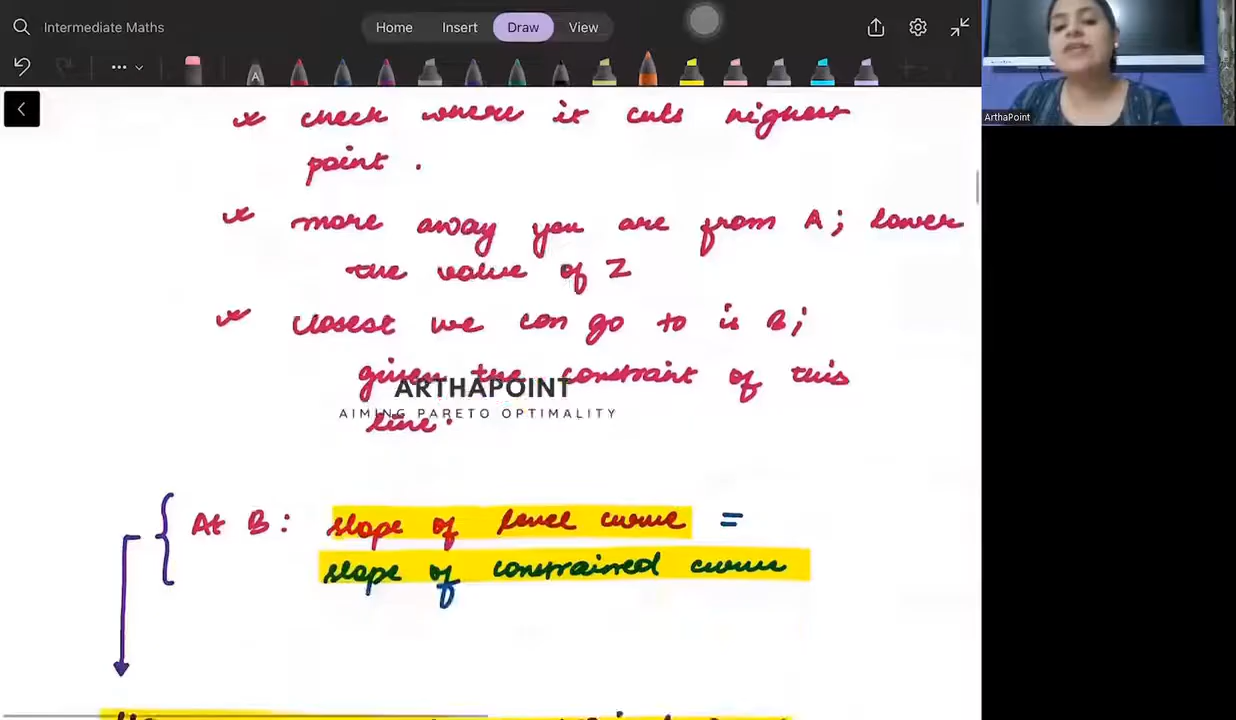 Intermediate Maths
Home Insert Draw View
ArthaPoint
* check where it cuts highest
point .
* more away you are from A; lower
the value of Z
* closest we can go to is B;
given the constraint of this
line.
ARTHAPOINT
AIMING PARETO OPTIMALITY
At B: slope of level curve =
slope of constrained curve